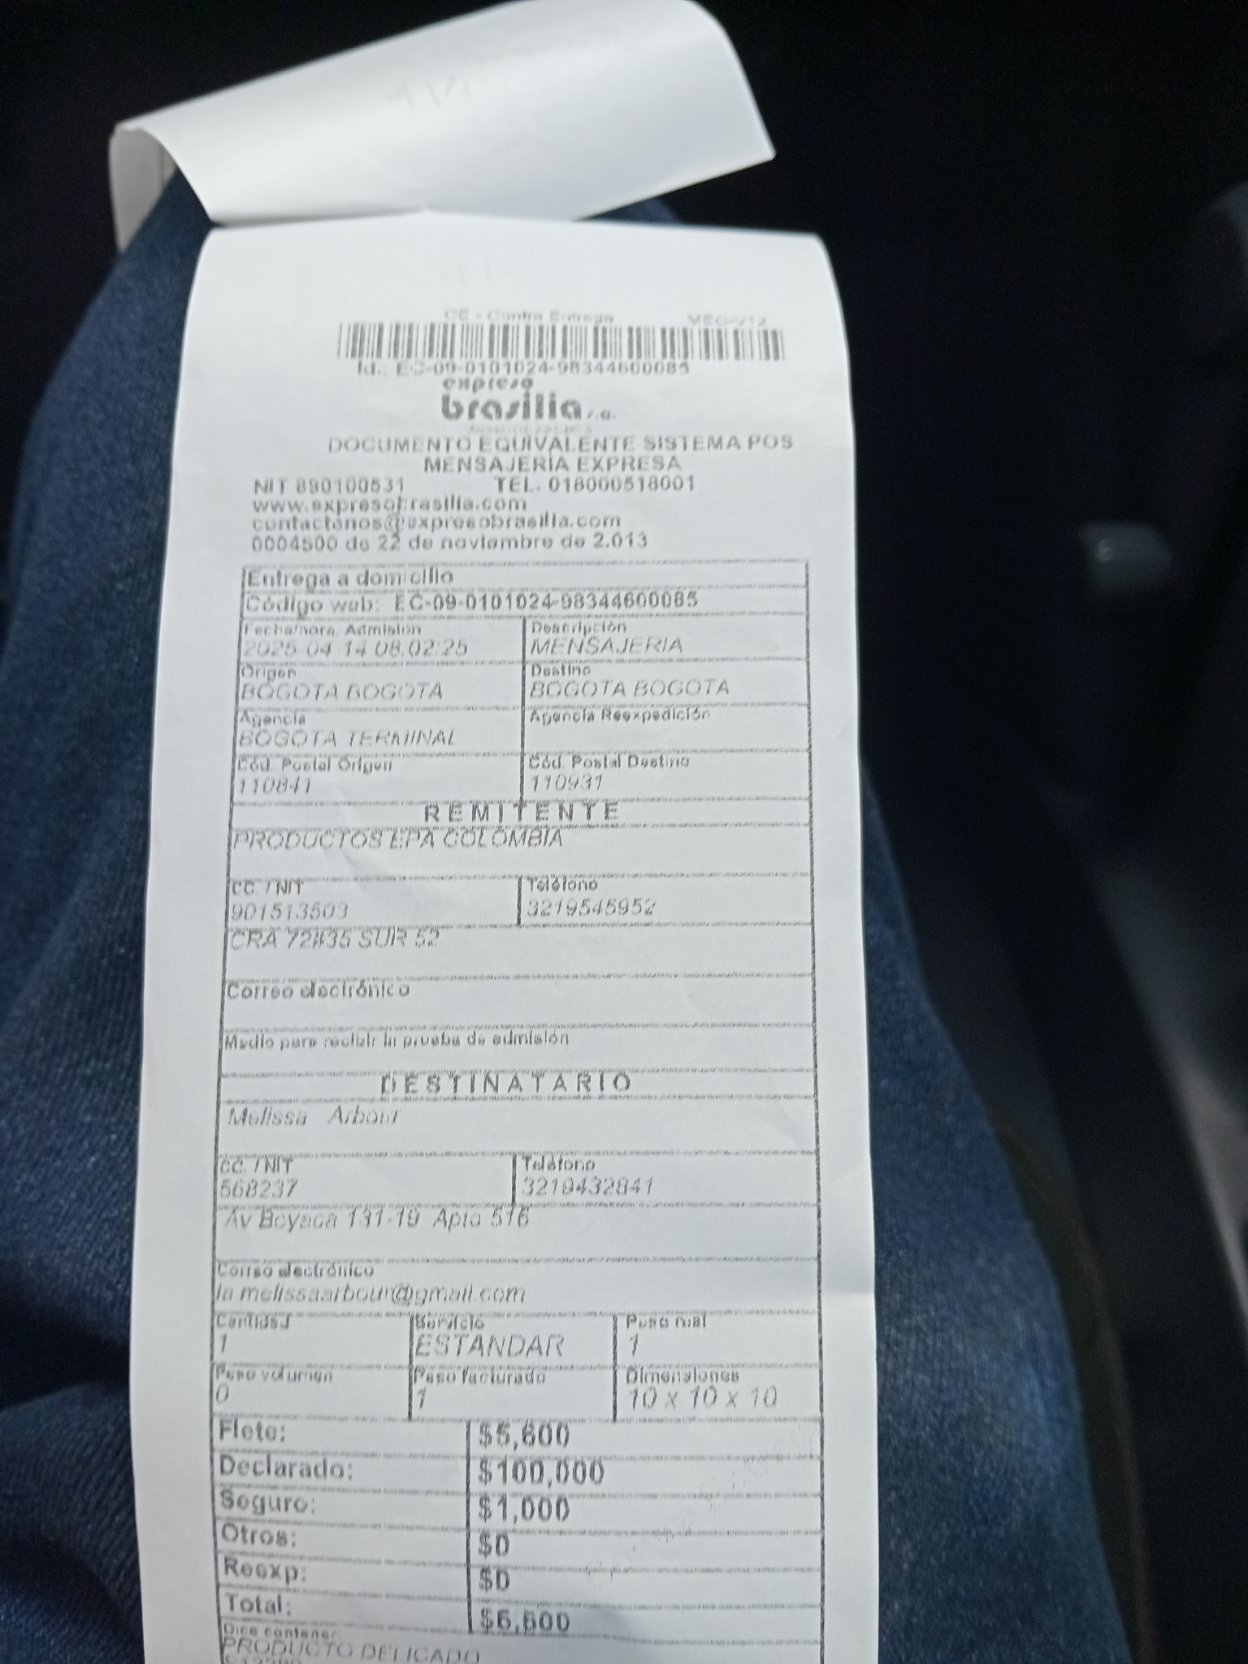 CE - Contra Entrega MEC-V12
Id.: EC-09-0101024-98344600085
expreso
brasilia s.a.
DOCUMENTO EQUIVALENTE SISTEMA POS
MENSAJERÍA EXPRESA
NIT 890100531 TEL. 018000518001
www.expresobrasilia.com
contactanos@expresobrasilia.com
0004500 de 22 de noviembre de 2.013
Entrega a domicilio
Código web: EC-09-0101024-98344600085
Fecha/hora. Admisión Descripción
2025-04-14 08:02:25 MENSAJERIA
Origen Destino
BOGOTA BOGOTA BOGOTA BOGOTA
Agencia Agencia Reexpedición
BOGOTA TERMINAL
Cód. Postal Origen Cód. Postal Destino
110841 110931
REMITENTE
PRODUCTOS EPA COLOMBIA
CC. / NIT Teléfono
901513503 3219545952
CRA 72#35 SUR 52
Correo electrónico
Medio para recibir la prueba de admisión
DESTINATARIO
Melissa Arbour
CC. / NIT Teléfono
568237 3219432841
Av Boyaca 131-19 Apto 516
Correo electrónico
la.melissaarbour@gmail.com
Cantidad Servicio Peso real
1 ESTANDAR 1
Peso volumen Peso facturado Dimensiones
0 1 10 x 10 x 10
Flete: $5,600
Declarado: $100,000
Seguro: $1,000
Otros: $0
Reexp: $0
Total: $6,600
Dice contener
PRODUCTO DELICADO